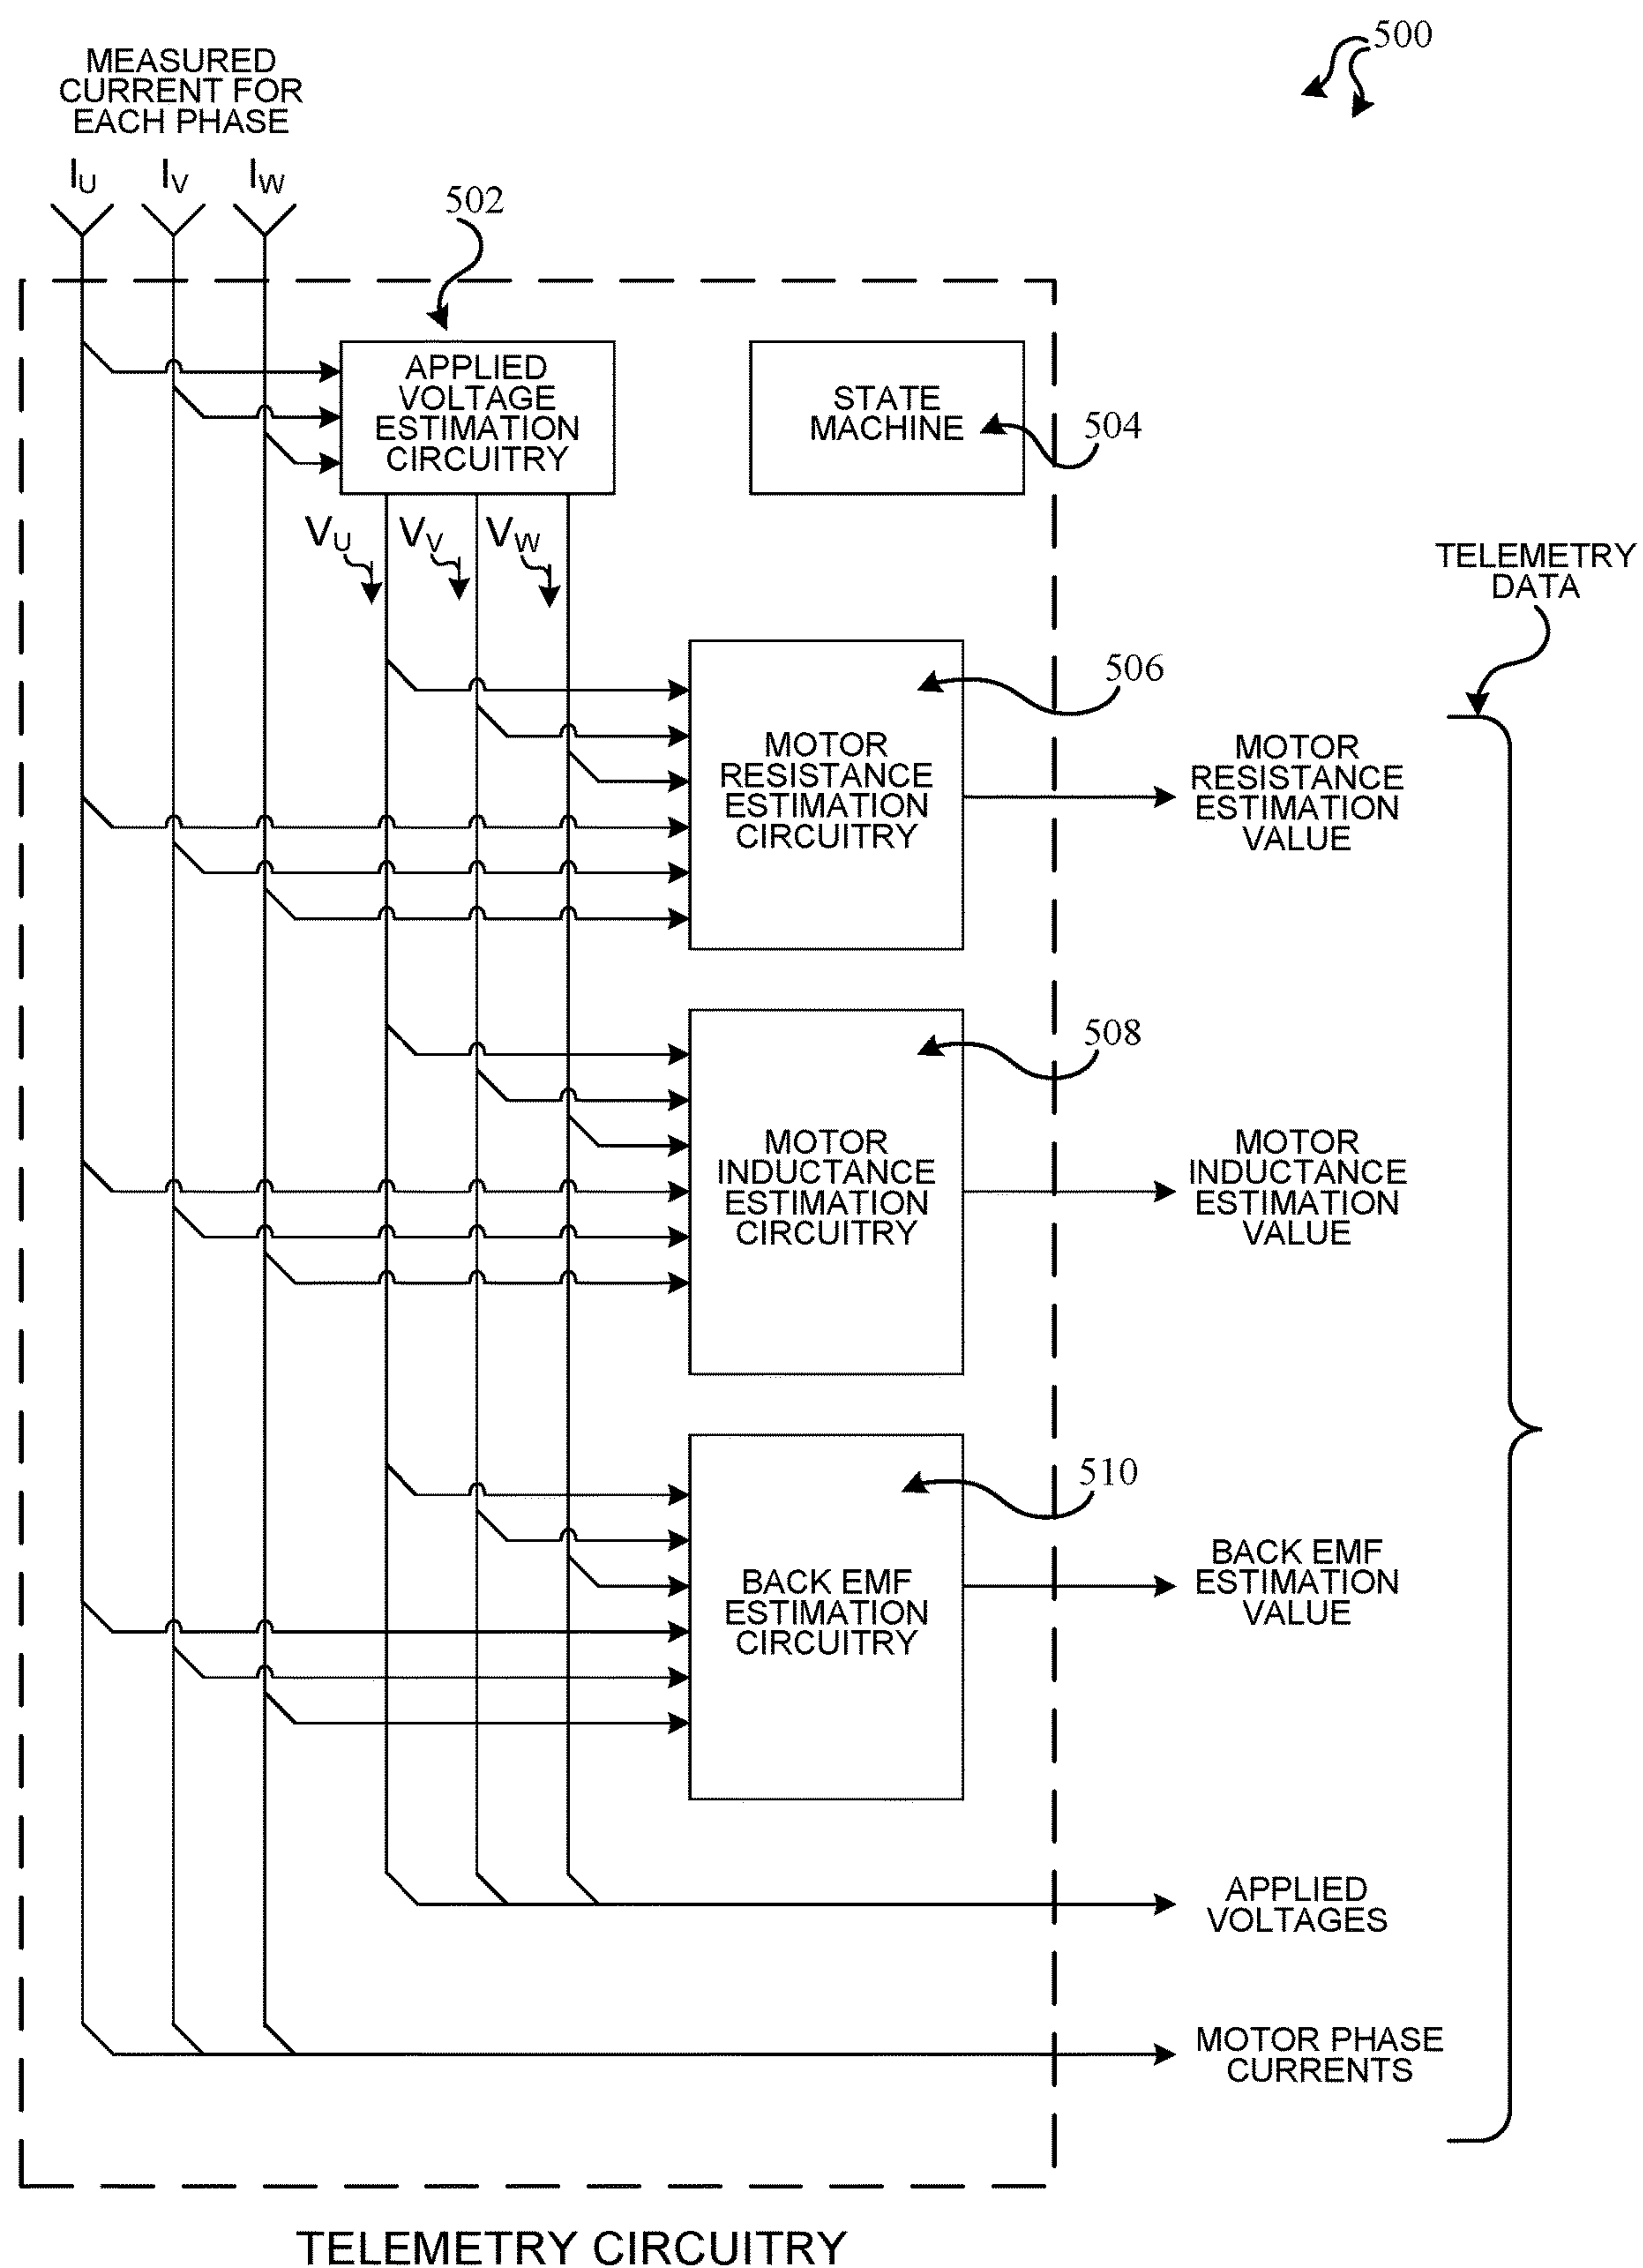 500
MEASURED
CURRENT FOR
EACH PHASE
IU IV IW
502
APPLIED
VOLTAGE
ESTIMATION
CIRCUITRY
STATE
MACHINE
504
VU VV VW
TELEMETRY
DATA
506
MOTOR
RESISTANCE
ESTIMATION
CIRCUITRY
MOTOR
RESISTANCE
ESTIMATION
VALUE
508
MOTOR
INDUCTANCE
ESTIMATION
CIRCUITRY
MOTOR
INDUCTANCE
ESTIMATION
VALUE
510
BACK EMF
ESTIMATION
CIRCUITRY
BACK EMF
ESTIMATION
VALUE
APPLIED
VOLTAGES
MOTOR PHASE
CURRENTS
TELEMETRY CIRCUITRY